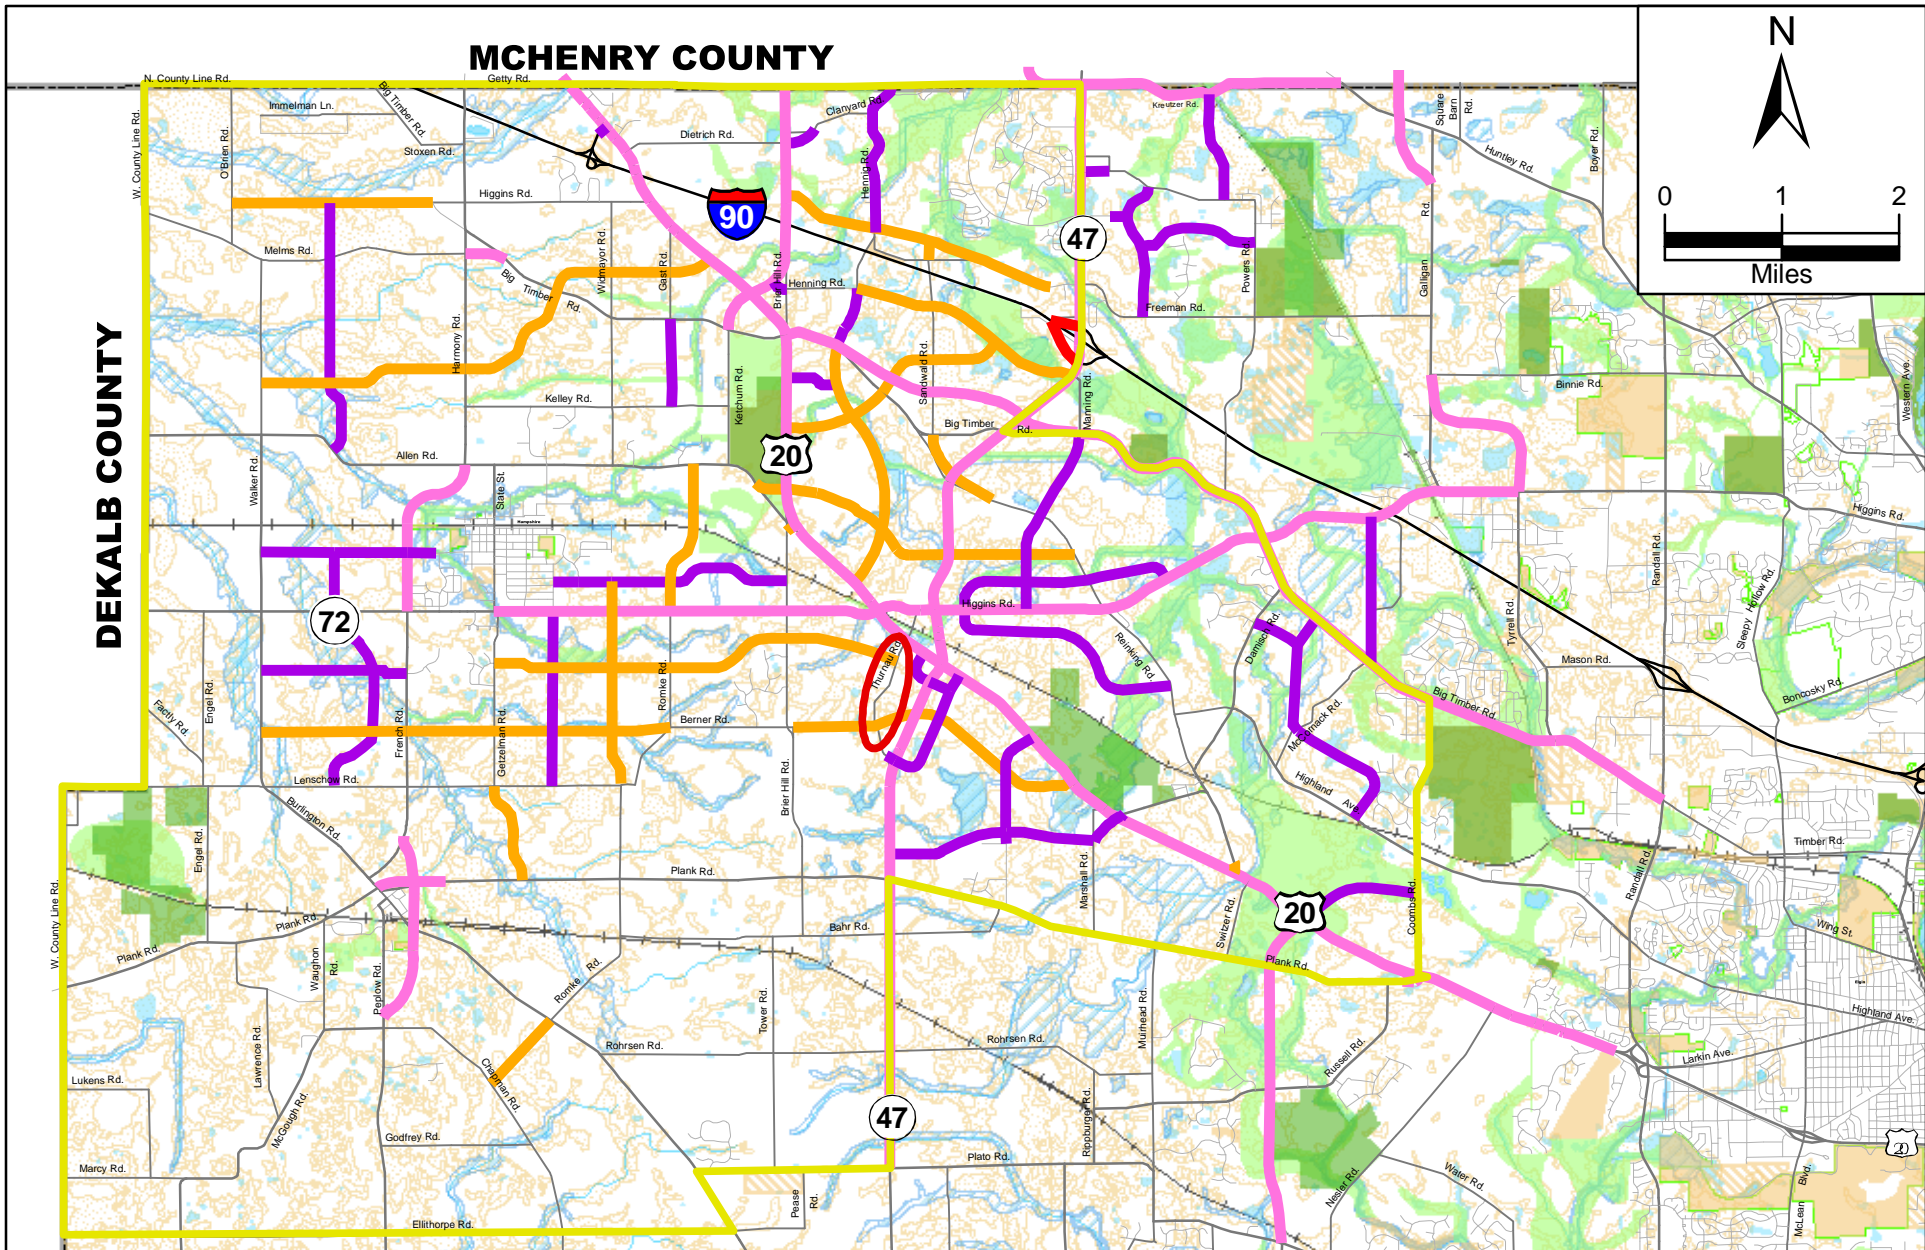 MCHENRY COUNTY
N
0 1 2
Miles
N. County Line Rd.
Getty Rd.
Big Timber Rd.
Immelman Ln.
Clanyard Rd.
Kreutzer Rd.
Square
Barn
Rd.
W. County Line Rd.
O'Brien Rd.
Stoxen Rd.
Dietrich Rd.
Hennig Rd.
Huntley Rd.
Boyer Rd.
Higgins Rd.
90
47
Melms Rd.
Widmayor Rd.
Gast Rd.
Brier Hill Rd.
Henning Rd.
Powers Rd.
Galligan
Rd.
Big
Timber
Rd.
Freeman Rd.
DEKALB COUNTY
Harmony Rd.
Kelley Rd.
Ketchum Rd.
Sandwald Rd.
Manning Rd.
Binnie Rd.
Western Ave.
Big Timber
Rd.
20
Allen Rd.
Walker Rd.
State St.
Hampshire
Higgins Rd.
Randall Rd.
Sleepy Hollow Rd.
72
Higgins Rd.
Thurnau Rd.
Reinking Rd.
Damisch Rd.
Tyrrell Rd.
Mason Rd.
Boncosky Rd.
Factly Rd.
Engel Rd.
French Rd.
Getzelman Rd.
Romke Rd.
Berner Rd.
McCornack Rd.
Big Timber Rd.
Lenschow Rd.
Brier Hill Rd.
Highland
Ave.
Burlington Rd.
Engel Rd.
Plank Rd.
Marshall Rd.
Timber Rd.
Randall Rd.
W. County Line Rd.
Plank Rd.
Plank Rd.
Bahr Rd.
Switzer Rd.
20
Coombs Rd.
Wing St.
Waughon
Rd.
Peplow Rd.
Romke
Rd.
Plank Rd.
Elgin
Tower Rd.
Muirhead Rd.
Highland Ave.
Lawrence Rd.
Rohrsen Rd.
Rohrsen Rd.
Russell Rd.
Larkin Ave.
Lukens Rd.
McGough Rd.
Chapman Rd.
47
Rippburger Rd.
Godfrey Rd.
20
Marcy Rd.
Plato Rd.
Nesler Rd.
Water Rd.
McLean
Blvd.
Pease
Rd.
Ellithorpe Rd.